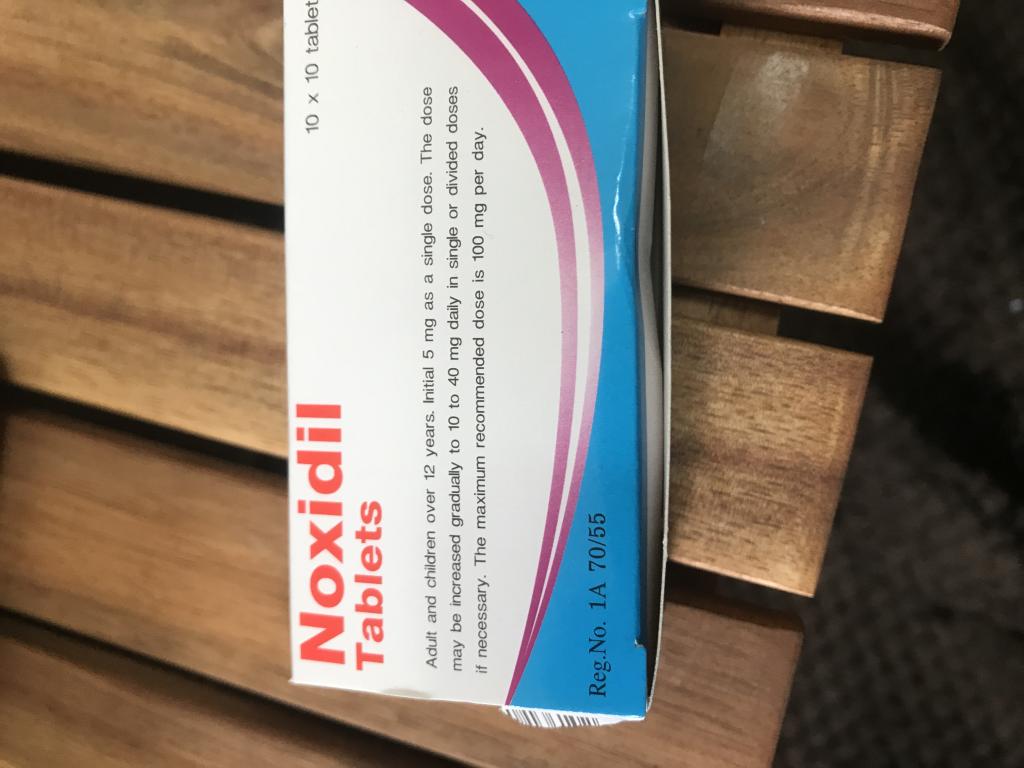 10 x 10 tablet
Noxidil
Tablets
Adult and children over 12 years. Initial 5 mg as a single dose. The dose
may be increased gradually to 10 to 40 mg daily in single or divided doses
if necessary. The maximum recommended dose is 100 mg per day.
Reg.No. 1A 70/55